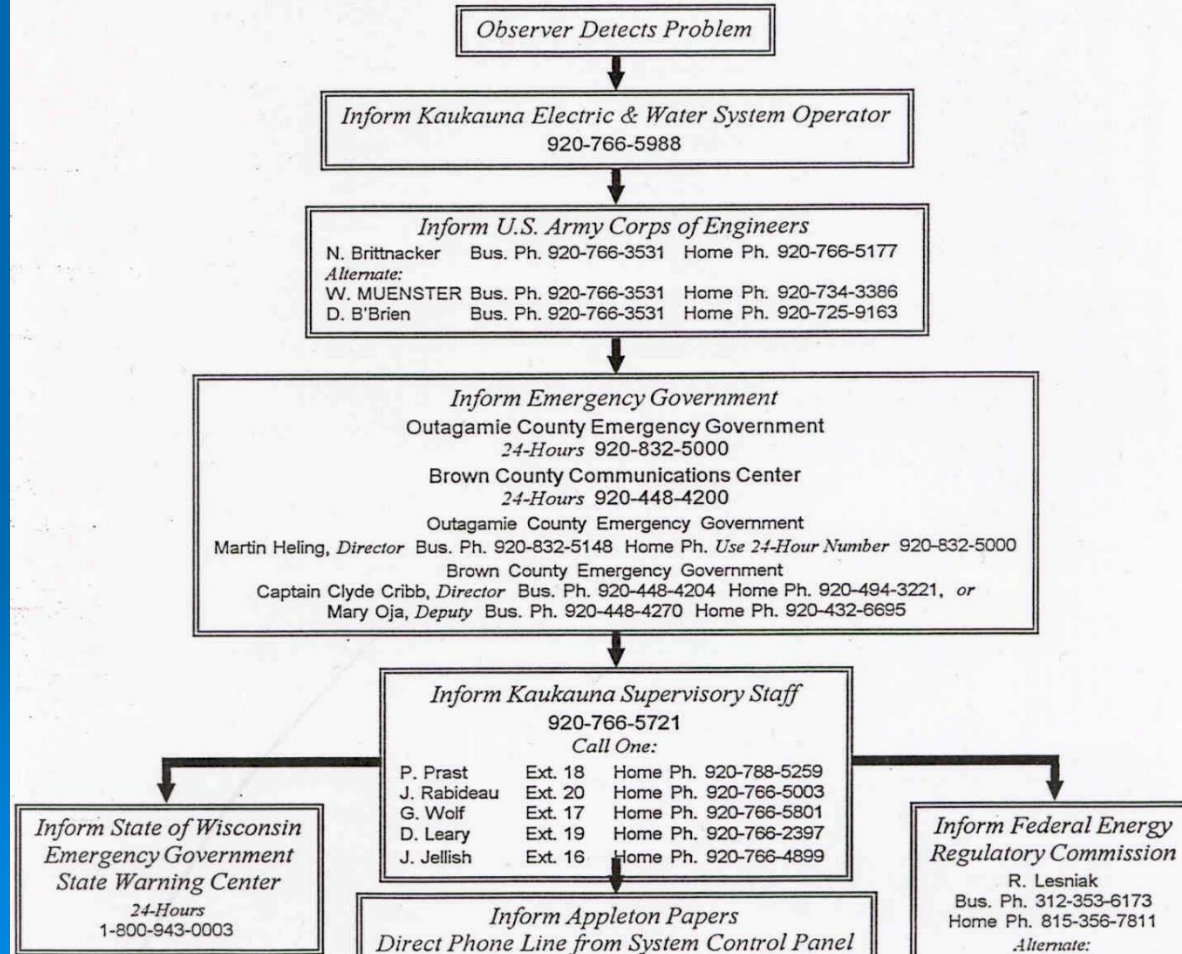 Observer Detects Problem
Inform Kaukauna Electric & Water System Operator
920-766-5988
Inform U.S. Army Corps of Engineers
N. Brittnacker Bus. Ph. 920-766-3531 Home Ph. 920-766-5177
Alternate:
W. MUENSTER Bus. Ph. 920-766-3531 Home Ph. 920-734-3386
D. B'Brien Bus. Ph. 920-766-3531 Home Ph. 920-725-9163
Inform Emergency Government
Outagamie County Emergency Government
24-Hours 920-832-5000
Brown County Communications Center
24-Hours 920-448-4200
Outagamie County Emergency Government
Martin Heling, Director Bus. Ph. 920-832-5148 Home Ph. Use 24-Hour Number 920-832-5000
Brown County Emergency Government
Captain Clyde Cribb, Director Bus. Ph. 920-448-4204 Home Ph. 920-494-3221, or
Mary Oja, Deputy Bus. Ph. 920-448-4270 Home Ph. 920-432-6695
Inform Kaukauna Supervisory Staff
920-766-5721
Call One:
P. Prast Ext. 18 Home Ph. 920-788-5259
J. Rabideau Ext. 20 Home Ph. 920-766-5003
G. Wolf Ext. 17 Home Ph. 920-766-5801
D. Leary Ext. 19 Home Ph. 920-766-2397
J. Jellish Ext. 16 Home Ph. 920-766-4899
Inform State of Wisconsin
Emergency Government
State Warning Center
24-Hours
1-800-943-0003
Inform Appleton Papers
Direct Phone Line from System Control Panel
Inform Federal Energy
Regulatory Commission
R. Lesniak
Bus. Ph. 312-353-6173
Home Ph. 815-356-7811
Alternate: